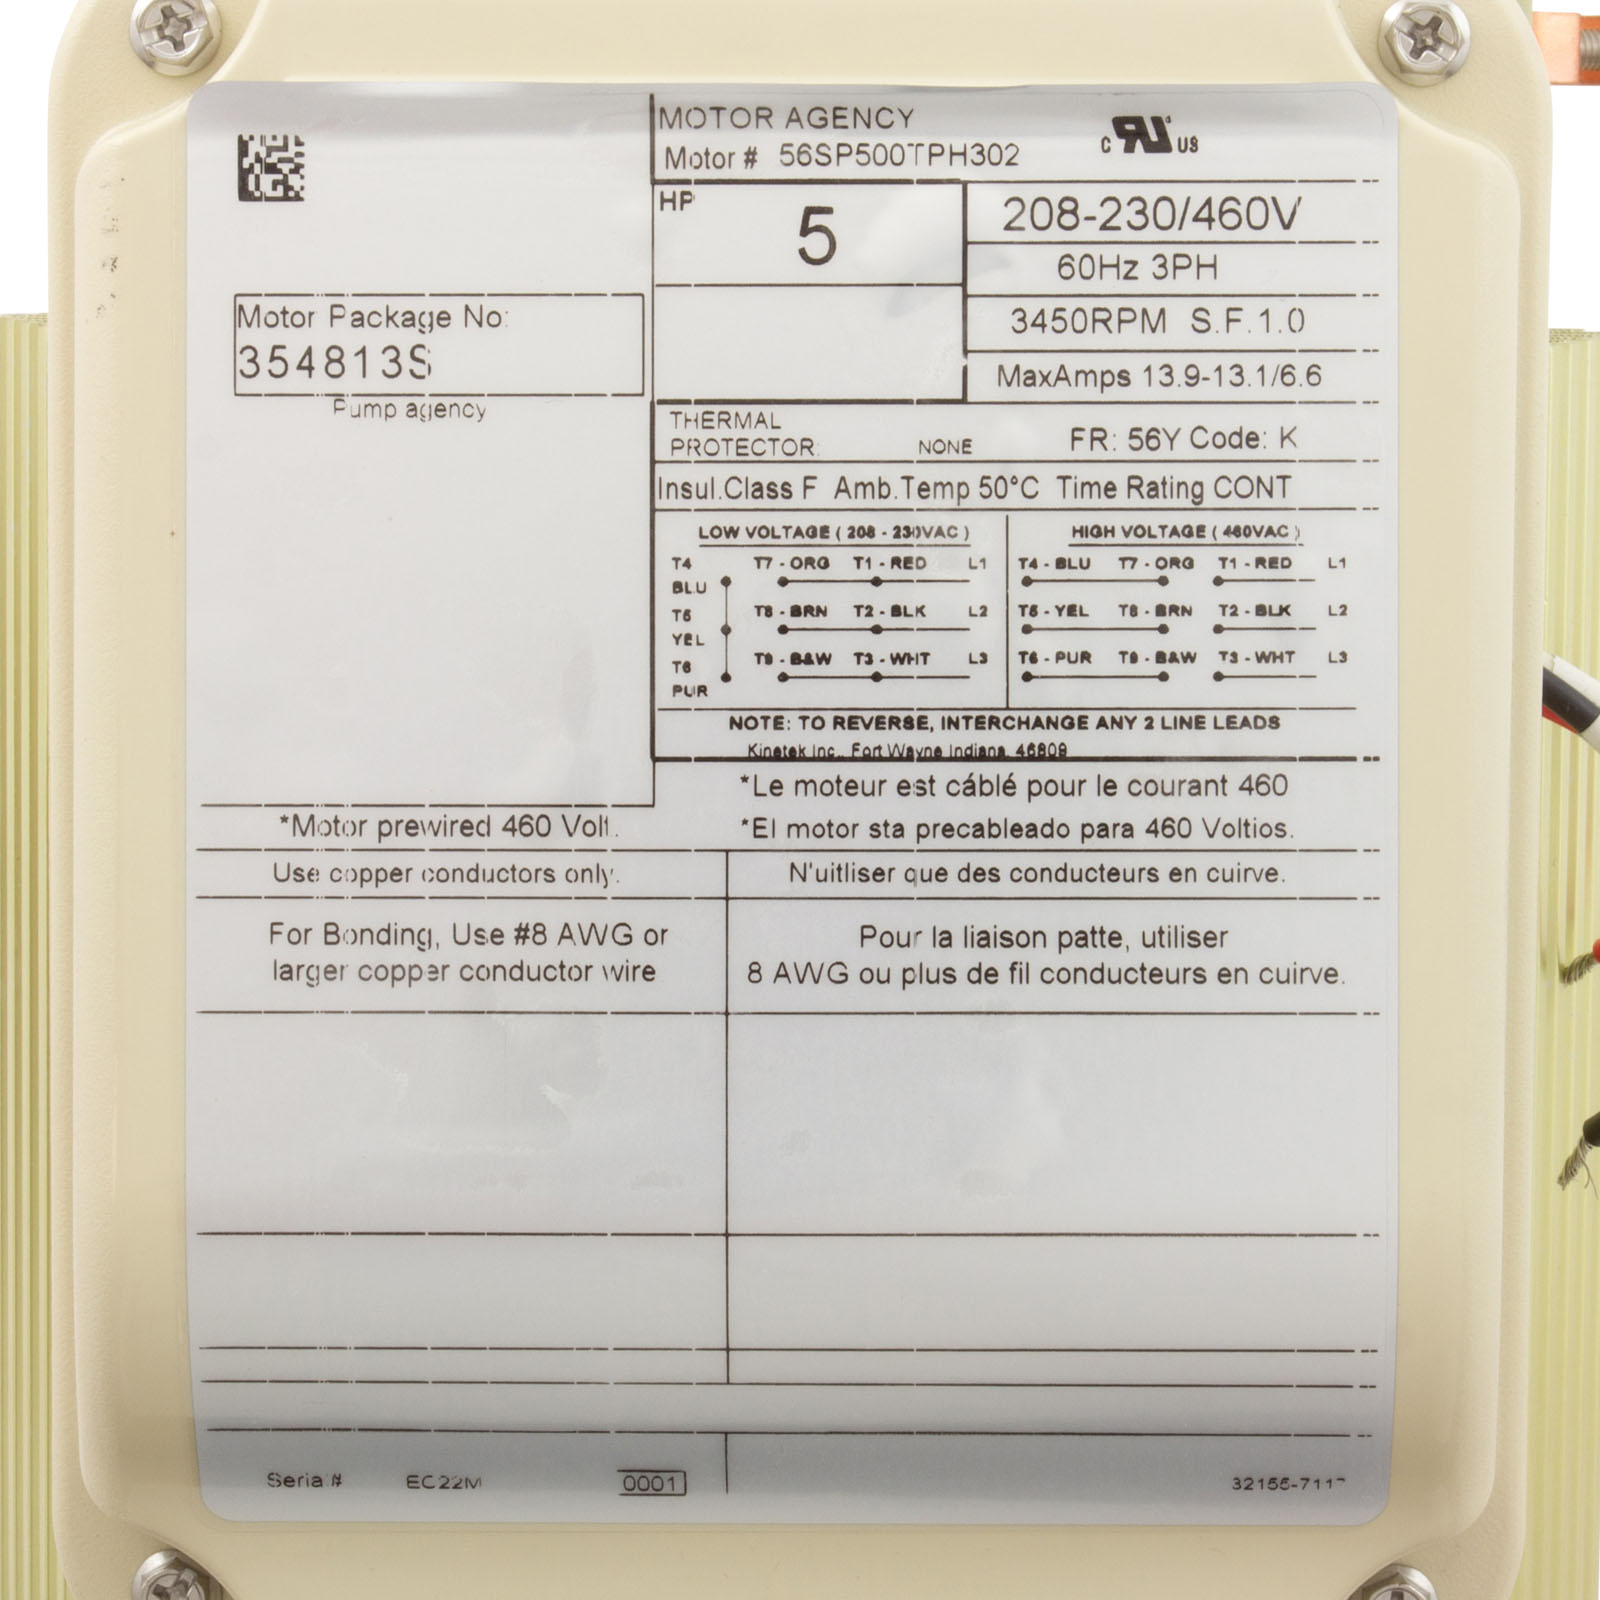 MOTOR AGENCY
Motor # 56SP500TPH302
C US
HP
5
208-230/460V
60Hz 3PH
3450RPM S.F.1.0
MaxAmps 13.9-13.1/6.6
Motor Package No:
354813S
Pump agency
THERMAL
PROTECTOR: NONE
FR: 56Y Code: K
Insul.Class F Amb.Temp 50°C Time Rating CONT
LOW VOLTAGE ( 208 - 230VAC )
T4 T7 - ORG T1 - RED L1
BLU
T5 T8 - BRN T2 - BLK L2
YEL
T6 T9 - B&W T3 - WHT L3
PUR
HIGH VOLTAGE ( 460VAC )
T4 - BLU T7 - ORG T1 - RED L1
T5 - YEL T8 - BRN T2 - BLK L2
T6 - PUR T9 - B&W T3 - WHT L3
NOTE: TO REVERSE, INTERCHANGE ANY 2 LINE LEADS
Kinetek Inc., Fort Wayne Indiana, 46809
*Le moteur est cáblé pour le courant 460
*Motor prewired 460 Volt.
*El motor sta precableado para 460 Voltios.
Use copper conductors only.
N'uitliser que des conducteurs en cuirve.
For Bonding, Use #8 AWG or
larger copper conductor wire
Pour la liaison patte, utiliser
8 AWG ou plus de fil conducteurs en cuirve.
Serial # EC22M 0001